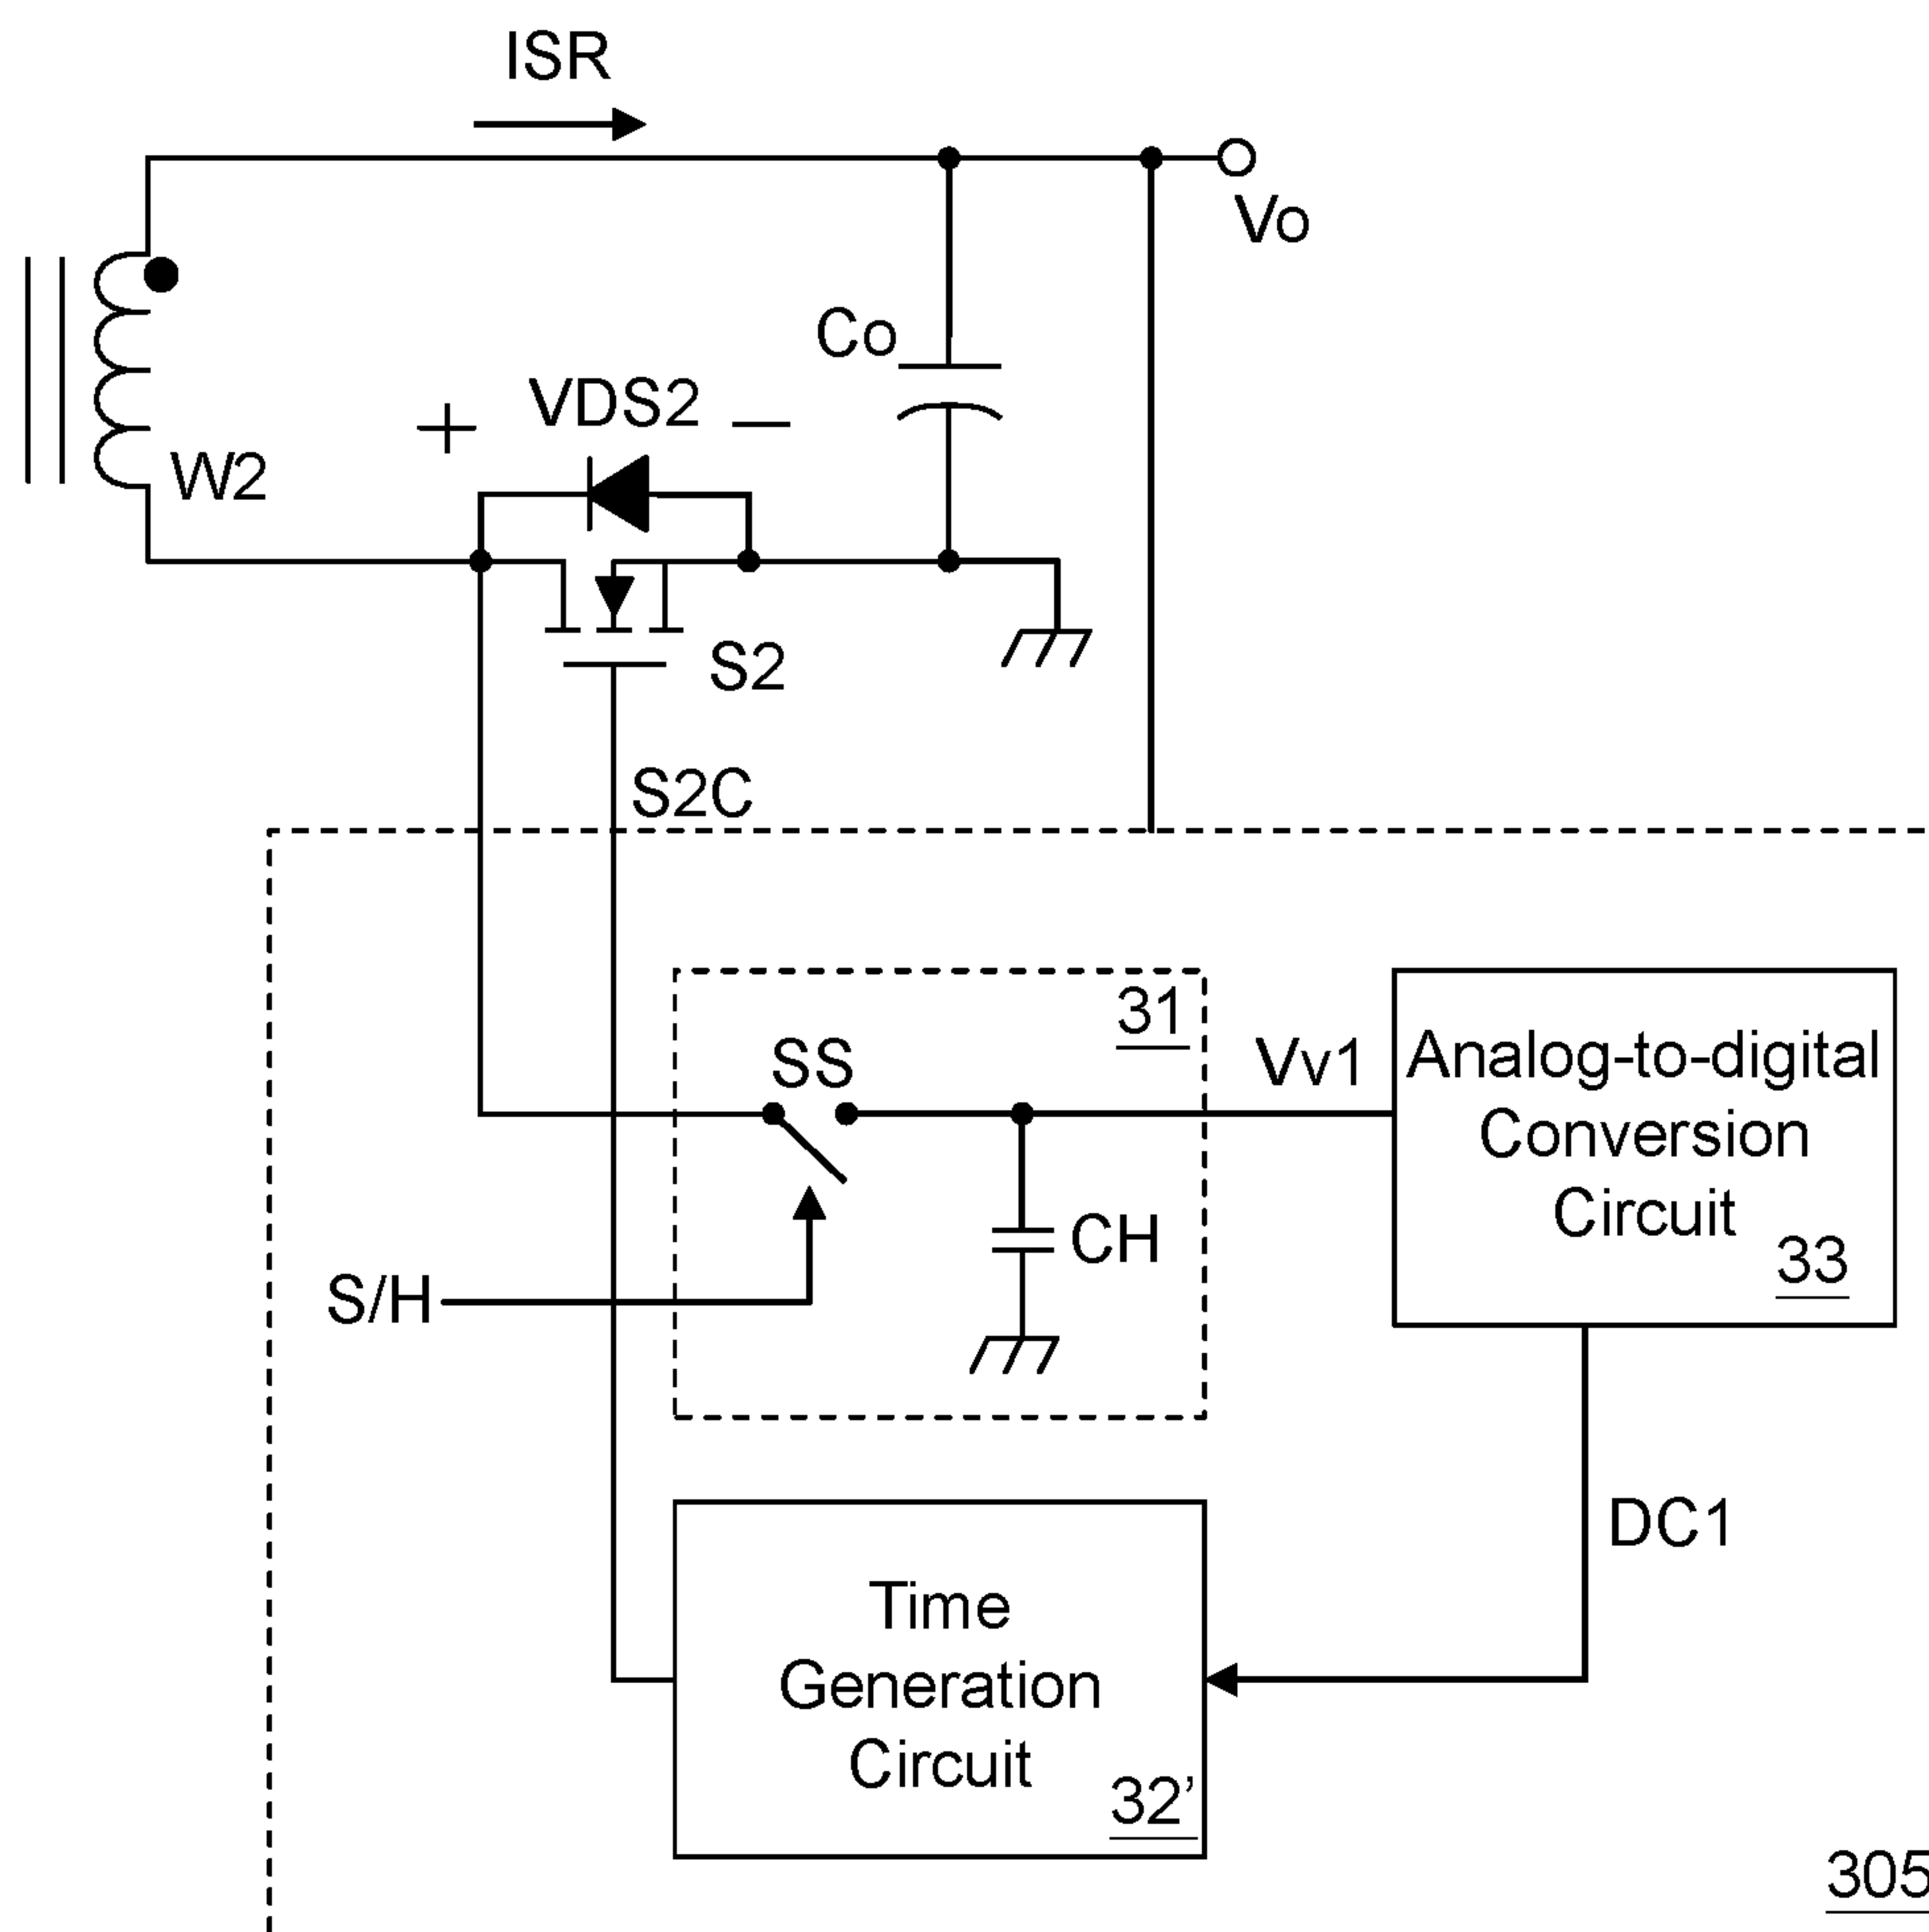 ISR
Vo
Co
+ VDS2 −
W2
S2
S2C
31
SS
Vv1
Analog-to-digital
Conversion
Circuit
33
CH
S/H
DC1
Time
Generation
Circuit
32’
305